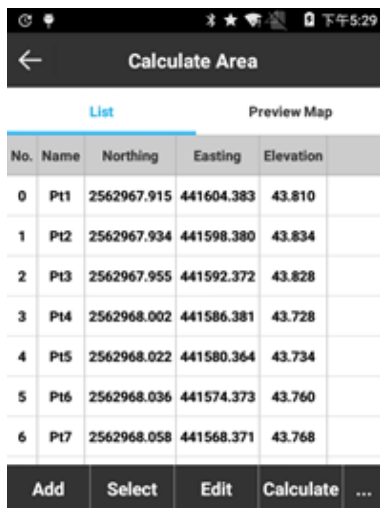 下午5:29
Calculate Area
List Preview Map
No. Name Northing Easting Elevation
0 Pt1 2562967.915 441604.383 43.810
1 Pt2 2562967.934 441598.380 43.834
2 Pt3 2562967.955 441592.372 43.828
3 Pt4 2562968.002 441586.381 43.728
4 Pt5 2562968.022 441580.364 43.734
5 Pt6 2562968.036 441574.373 43.760
6 Pt7 2562968.058 441568.371 43.768
Add Select Edit Calculate ...